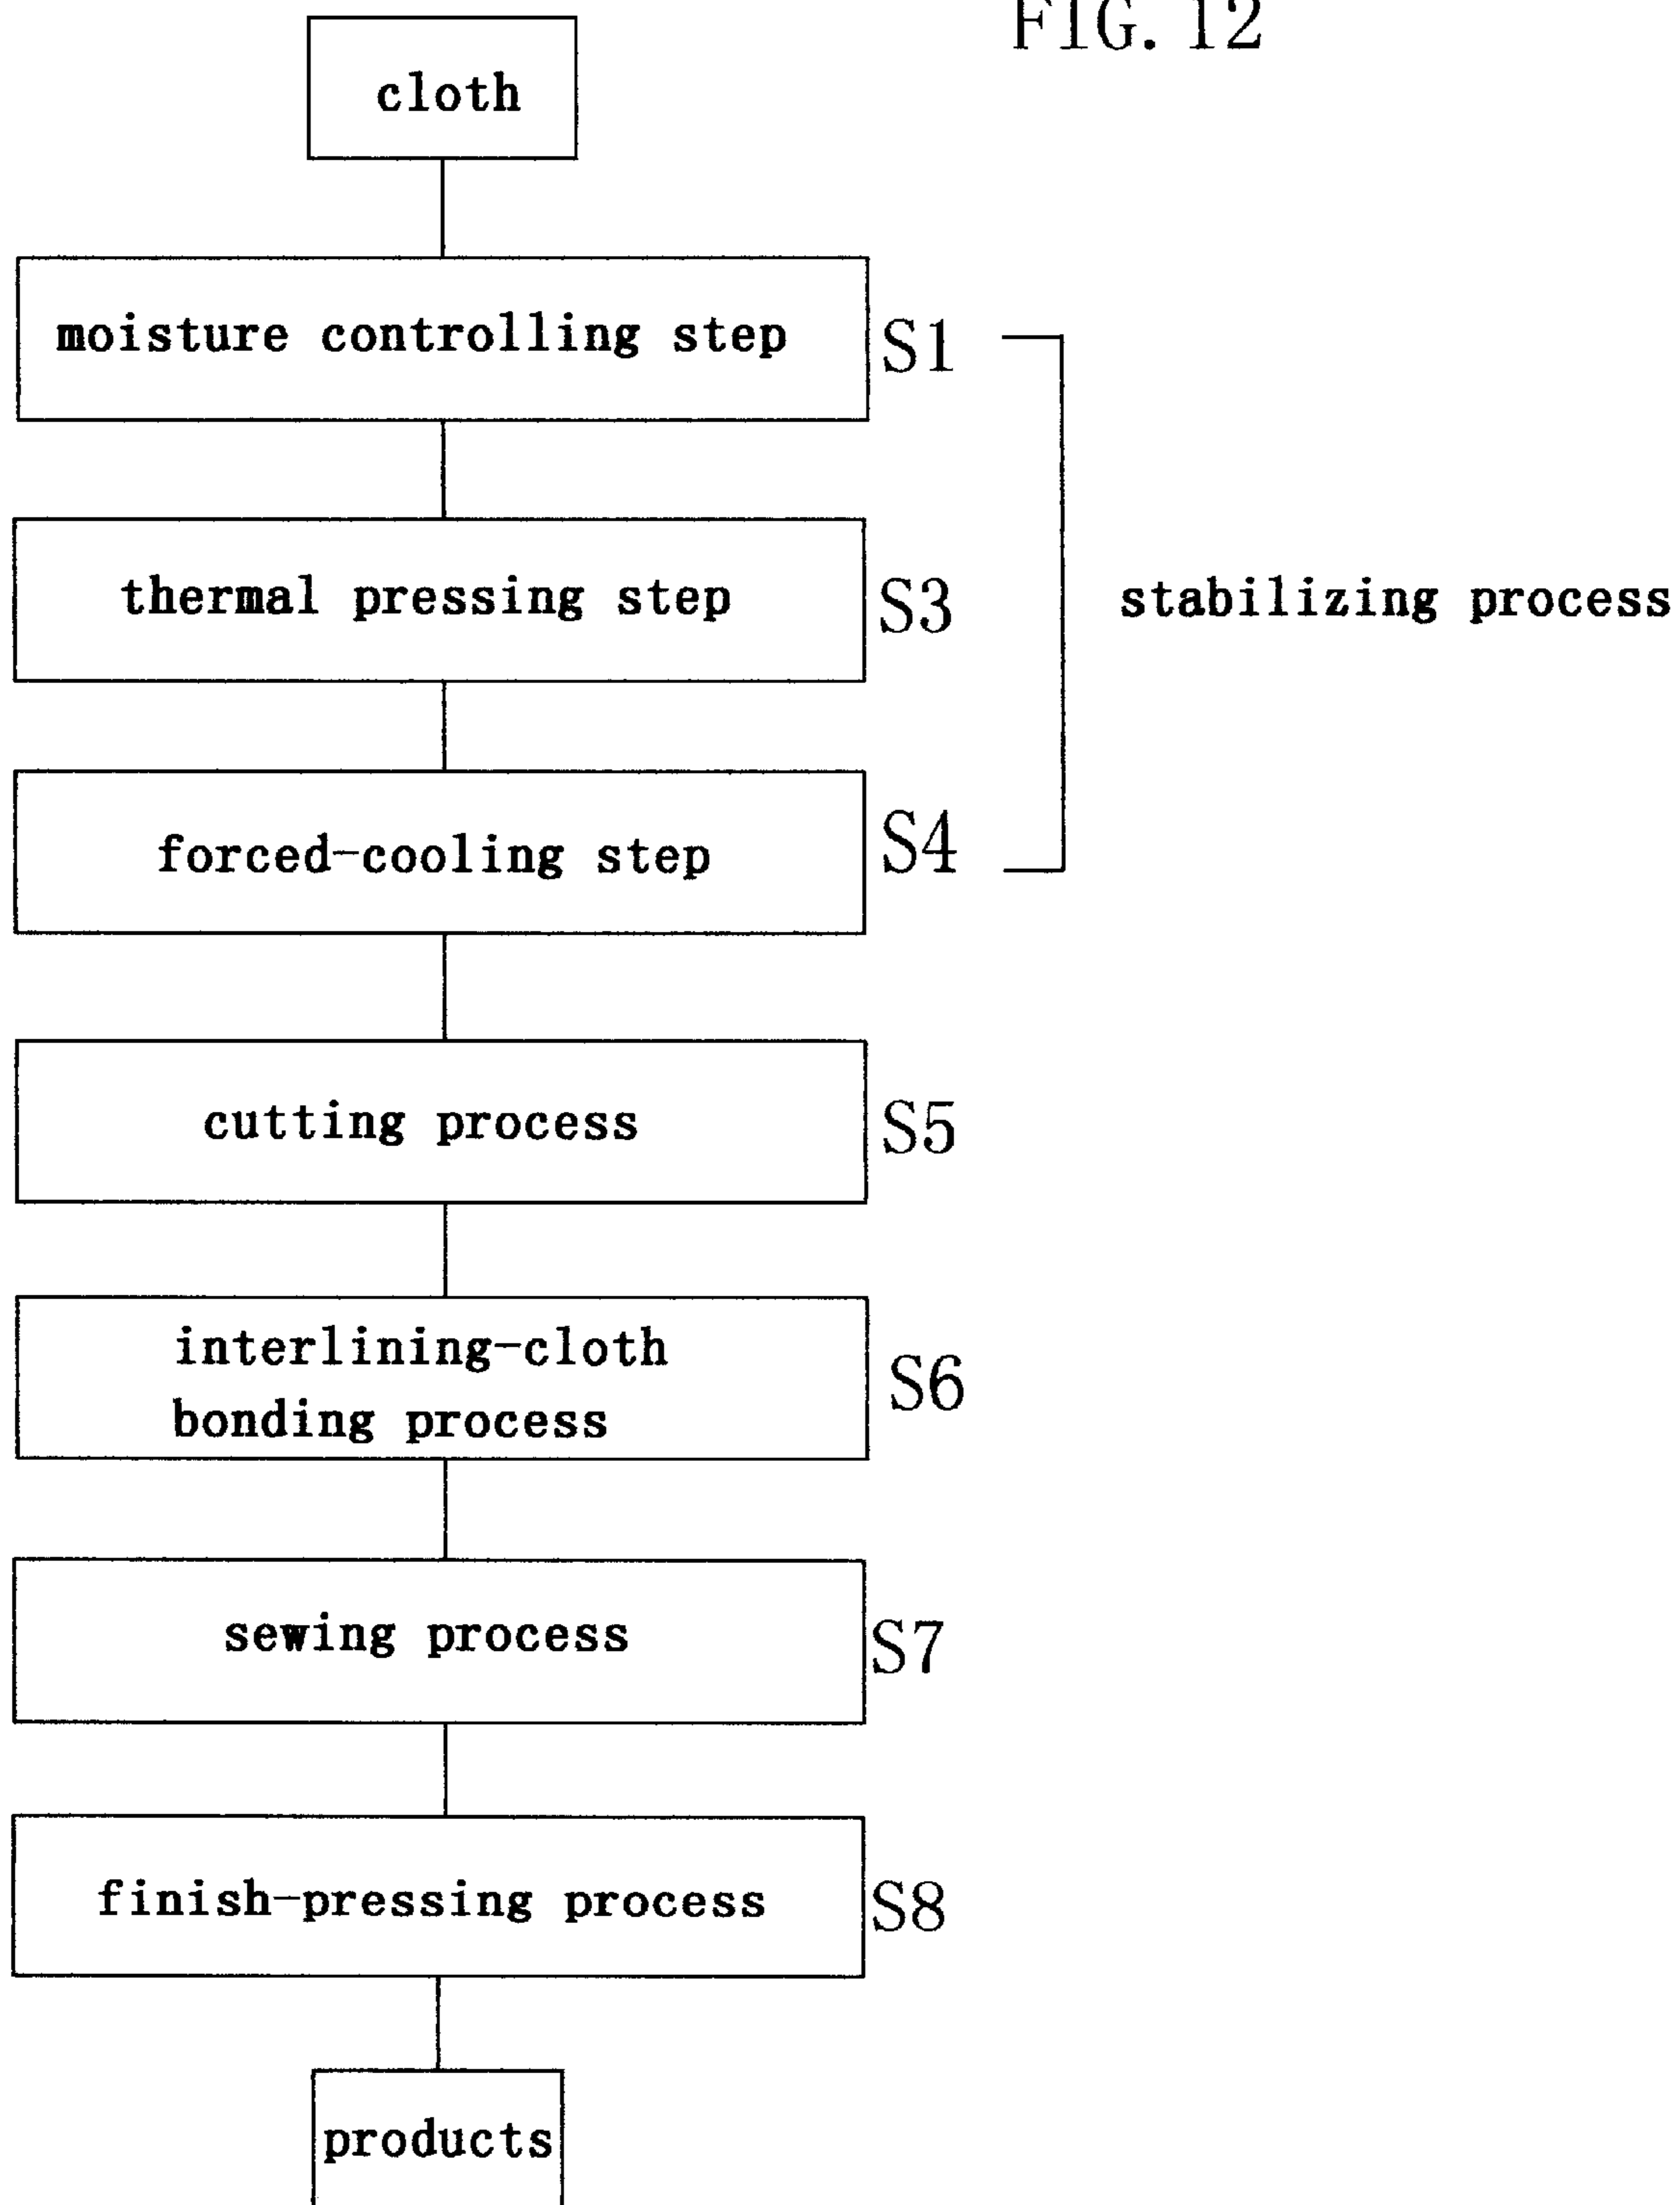 FIG. 12
cloth
moisture controlling step S1
thermal pressing step S3
stabilizing process
forced-cooling step S4
cutting process S5
interlining-cloth
bonding process S6
sewing process S7
finish-pressing process S8
products